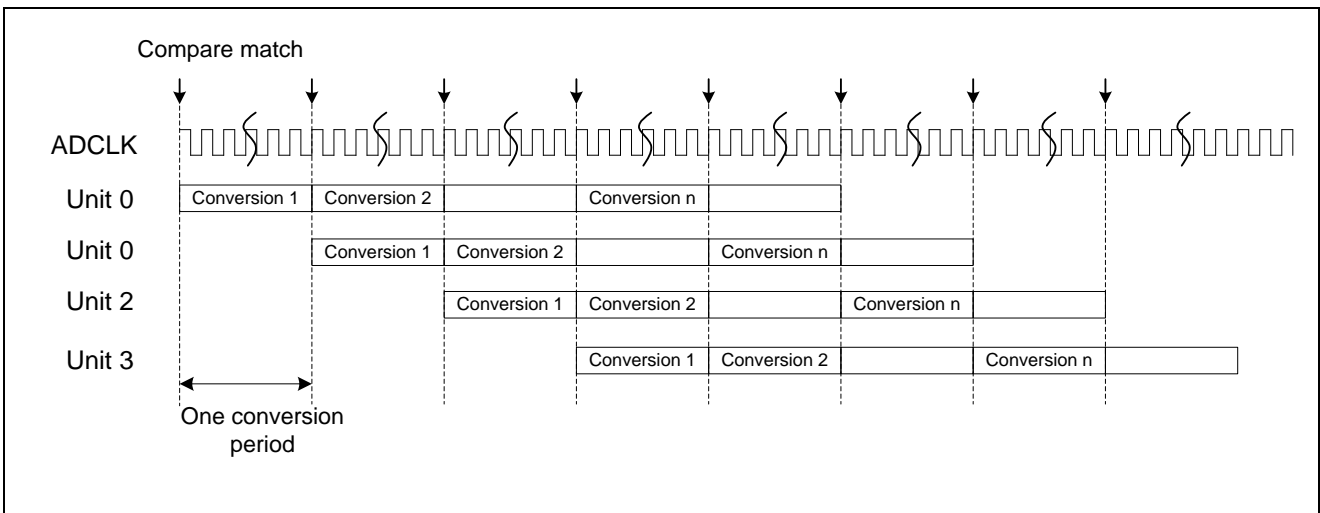 Compare match
ADCLK
Unit 0 Conversion 1 Conversion 2 Conversion n
Unit 0 Conversion 1 Conversion 2 Conversion n
Unit 2 Conversion 1 Conversion 2 Conversion n
Unit 3 Conversion 1 Conversion 2 Conversion n
One conversion
period